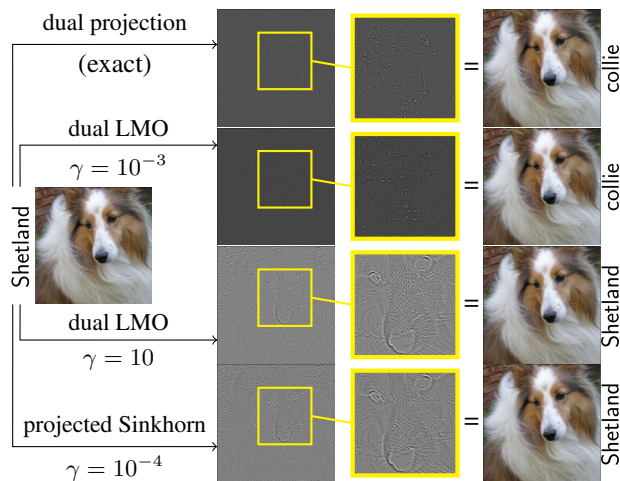 dual projection
(exact)
=
collie
dual LMO
γ = 10⁻³
=
collie
Shetland
dual LMO
γ = 10
=
Shetland
projected Sinkhorn
γ = 10⁻⁴
=
Shetland